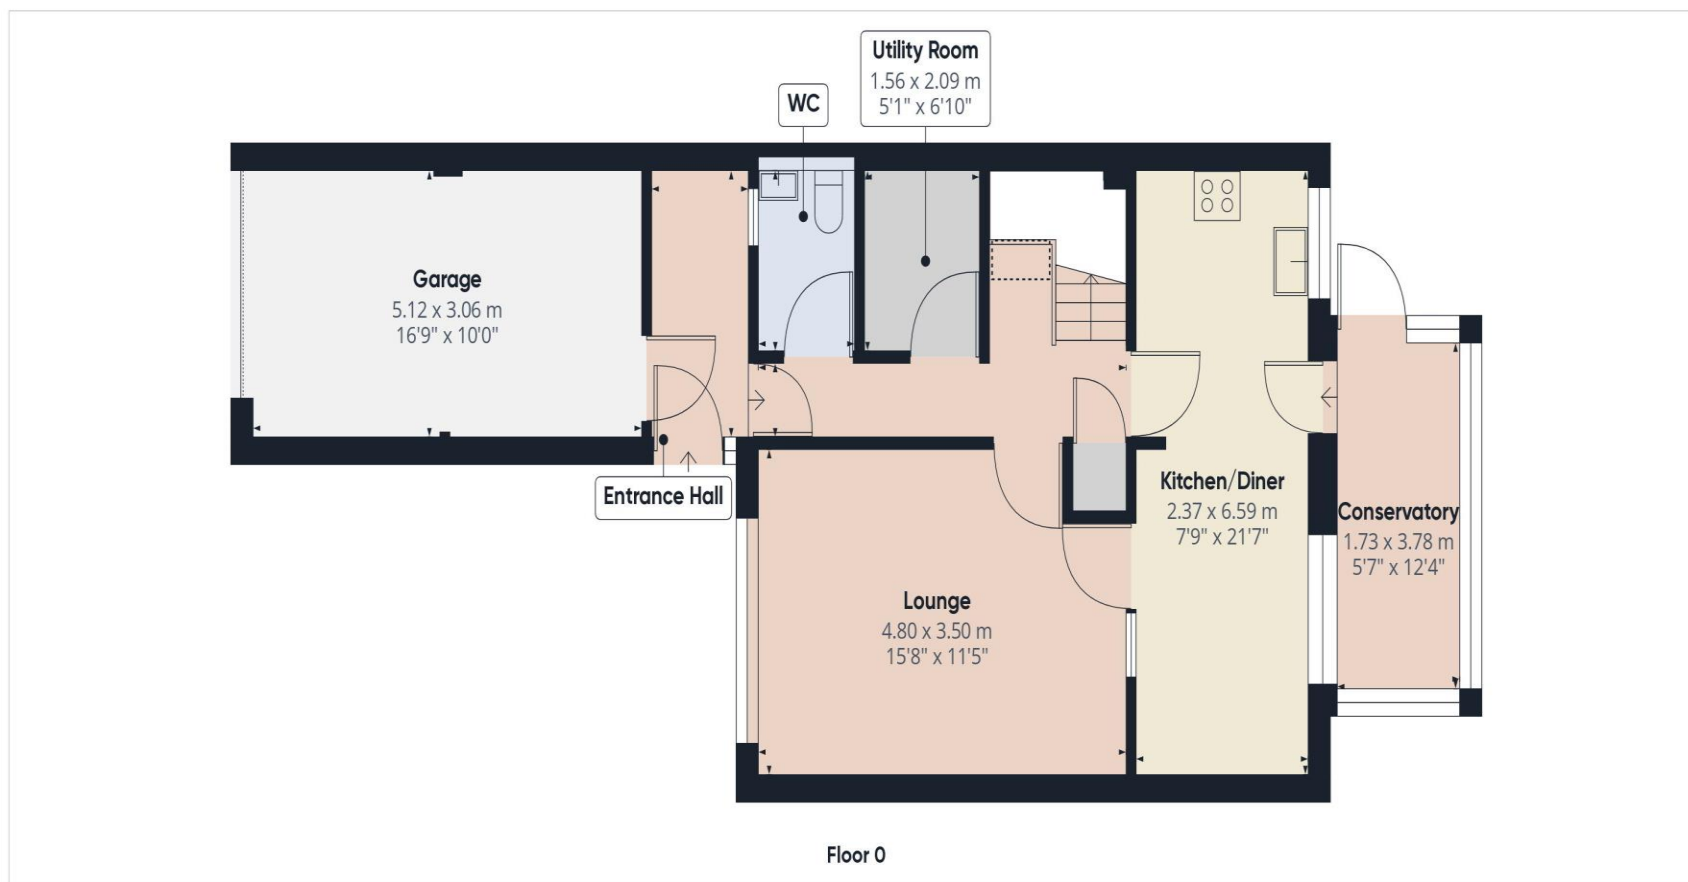 Utility Room
1.56 x 2.09 m
5'1" x 6'10"
WC
Garage
5.12 x 3.06 m
16'9" x 10'0"
Entrance Hall
Kitchen/Diner
2.37 x 6.59 m
7'9" x 21'7"
Conservatory
1.73 x 3.78 m
5'7" x 12'4"
Lounge
4.80 x 3.50 m
15'8" x 11'5"
Floor 0